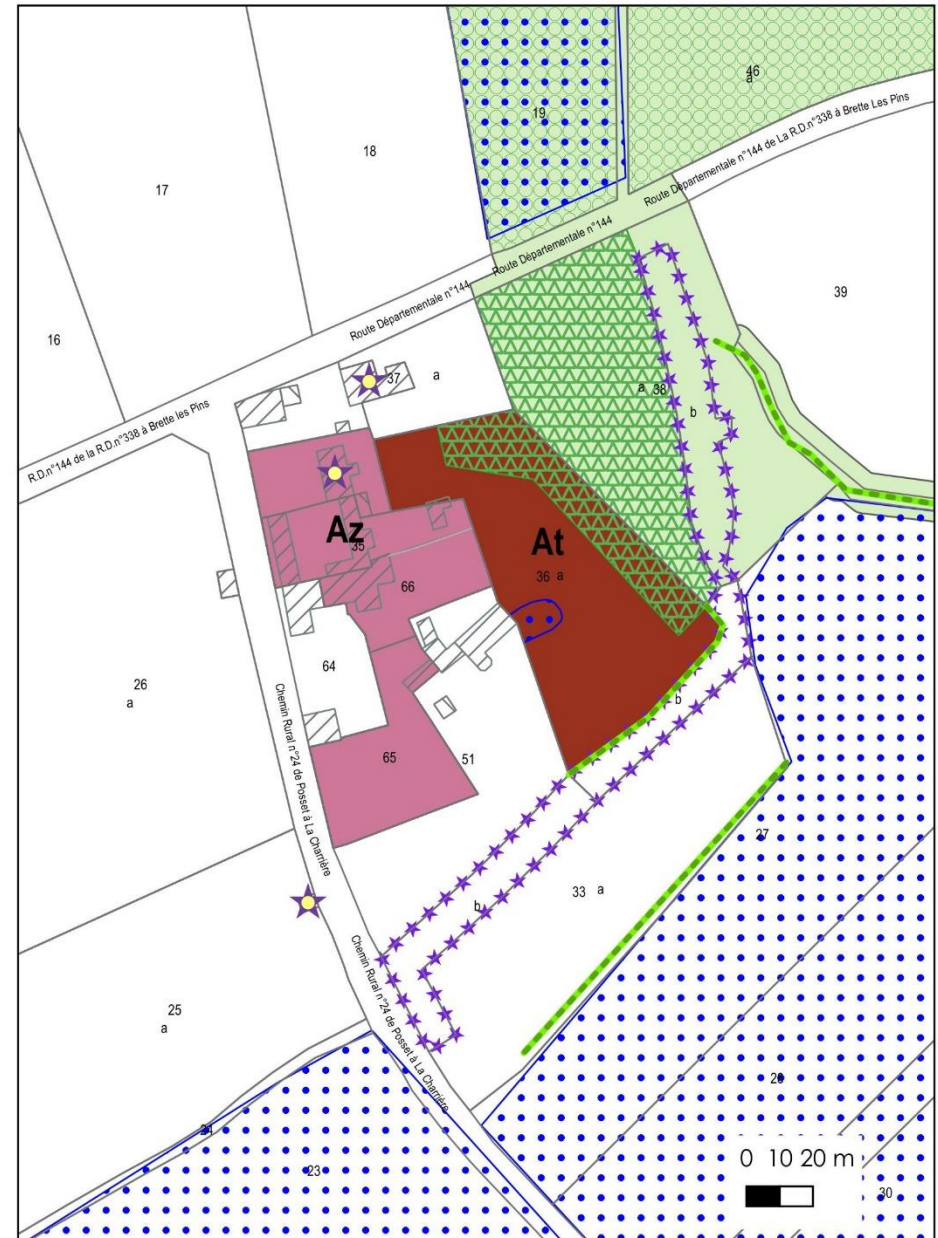 46
a
19
18
17
Route Départementale n°144 de La R.D.n°338 à Brette Les Pins
Route Départementale n°144
Route Départementale n°144
39
16
37
a
a 38
b
R.D.n°144 de la R.D.n°338 à Brette les Pins
Az
35
At
36 a
66
64
26
a
b
65
51
Chemin Rural n°24 de Posset à La Charrière
27
33 a
b
25
a
Chemin Rural n°24 de Posset à La Charrière
28
24
23
0 10 20 m
30